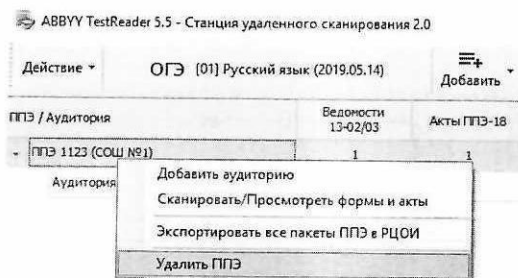 ABBYY TestReader 5.5 - Станция удаленного сканирования 2.0
Действие
ОГЭ [01] Русский язык (2019.05.14)
Добавить
ППЭ / Аудитория
Ведомости
13-02/03
Акты ППЭ-18
ППЭ 1123 (СОШ №1)
1
1
Аудитория
Добавить аудиторию
Сканировать/Просмотреть формы и акты
Экспортировать все пакеты ППЭ в РЦОИ
Удалить ППЭ